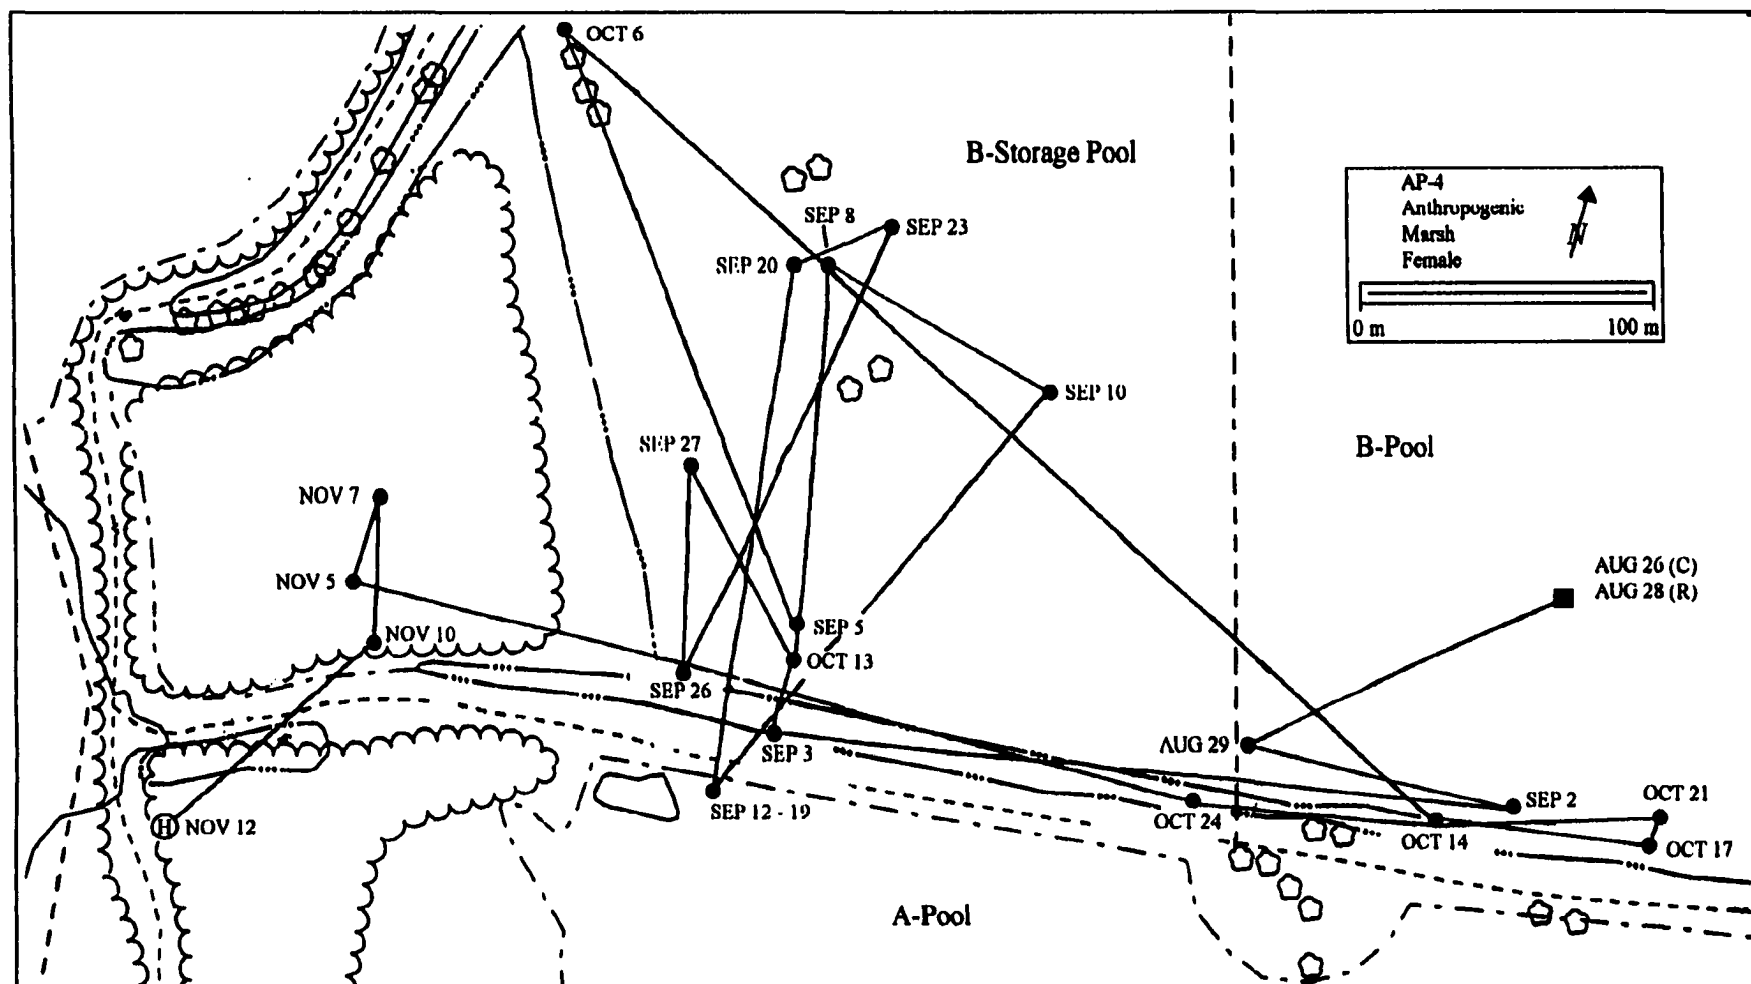 OCT 6
B-Storage Pool
AP-4
Anthropogenic
Marsh
Female
N
0 m 100 m
SEP 8
SEP 23
SEP 20
SEP 10
SEP 27
B-Pool
NOV 7
NOV 5
AUG 26 (C)
AUG 28 (R)
SEP 5
NOV 10
OCT 13
SEP 26
SEP 3
AUG 29
SEP 12 - 19
SEP 2
OCT 21
OCT 24
OCT 14
OCT 17
H NOV 12
A-Pool